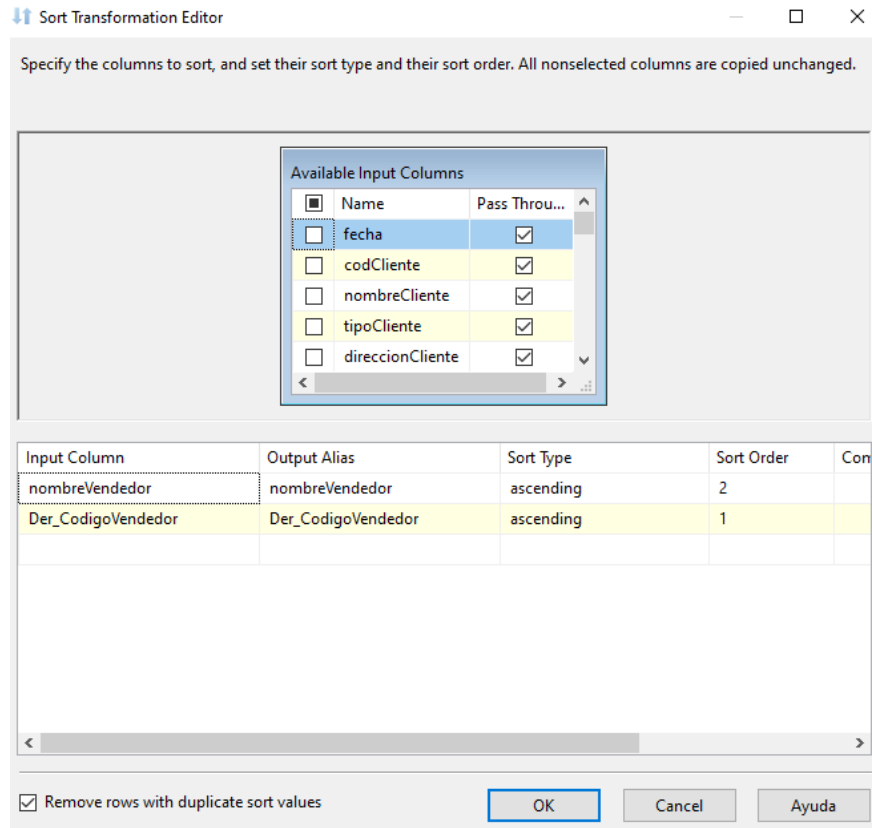 Sort Transformation Editor
Specify the columns to sort, and set their sort type and their sort order. All nonselected columns are copied unchanged.
Available Input Columns
Name Pass Throu...
fecha
codCliente
nombreCliente
tipoCliente
direccionCliente
Input Column Output Alias Sort Type Sort Order Com
nombreVendedor nombreVendedor ascending 2
Der_CodigoVendedor Der_CodigoVendedor ascending 1
Remove rows with duplicate sort values OK Cancel Ayuda